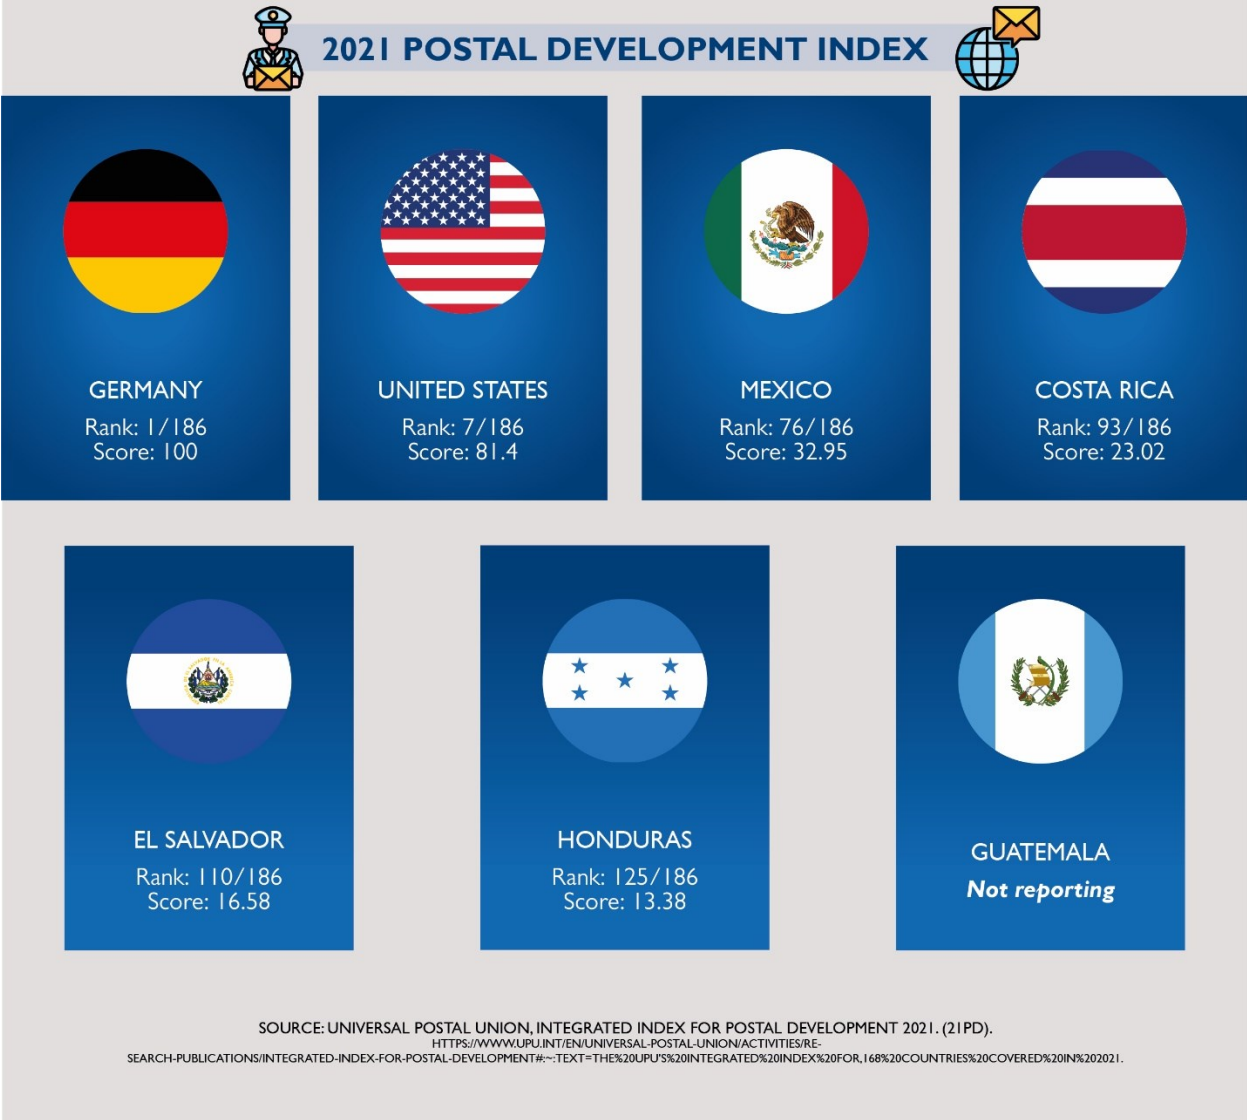 2021 POSTAL DEVELOPMENT INDEX
GERMANY
Rank: 1/186
Score: 100
UNITED STATES
Rank: 7/186
Score: 81.4
MEXICO
Rank: 76/186
Score: 32.95
COSTA RICA
Rank: 93/186
Score: 23.02
EL SALVADOR
Rank: 110/186
Score: 16.58
HONDURAS
Rank: 125/186
Score: 13.38
GUATEMALA
Not reporting
SOURCE: UNIVERSAL POSTAL UNION, INTEGRATED INDEX FOR POSTAL DEVELOPMENT 2021. (21PD).
HTTPS://WWW.UPU.INT/EN/UNIVERSAL-POSTAL-UNION/ACTIVITIES/RE-
SEARCH-PUBLICATIONS/INTEGRATED-INDEX-FOR-POSTAL-DEVELOPMENT#:~:TEXT=THE%20UPU'S%20INTEGRATED%20INDEX%20FOR,168%20COUNTRIES%20COVERED%20IN%202021.